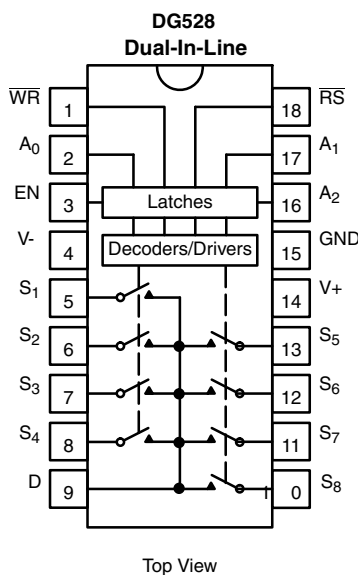 DG528
Dual-In-Line
WR 1 18 RS
A0 2 17 A1
EN 3 Latches 16 A2
V- 4 Decoders/Drivers 15 GND
S1 5 14 V+
S2 6 13 S5
S3 7 12 S6
S4 8 11 S7
D 9 0 S8
Top View